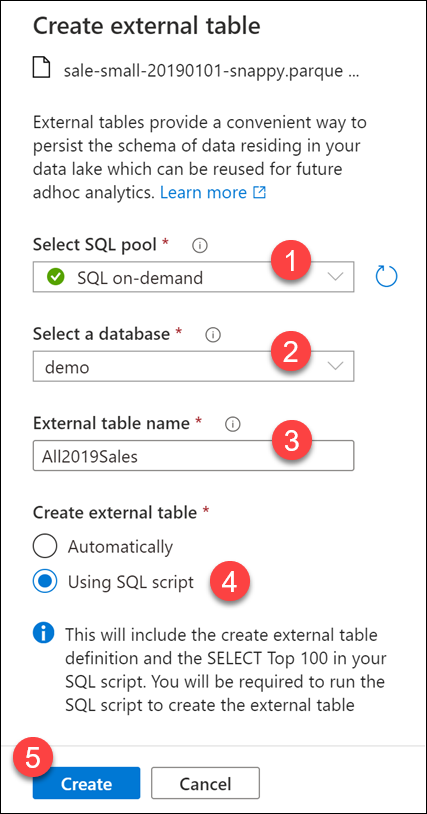 Create external table
sale-small-20190101-snappy.parque ...
External tables provide a convenient way to
persist the schema of data residing in your
data lake which can be reused for future
adhoc analytics. Learn more
Select SQL pool *
1
SQL on-demand
Select a database *
2
demo
External table name *
3
All2019Sales
Create external table *
Automatically
Using SQL script
4
This will include the create external table
definition and the SELECT Top 100 in your
SQL script. You will be required to run the
SQL script to create the external table
5
Create
Cancel